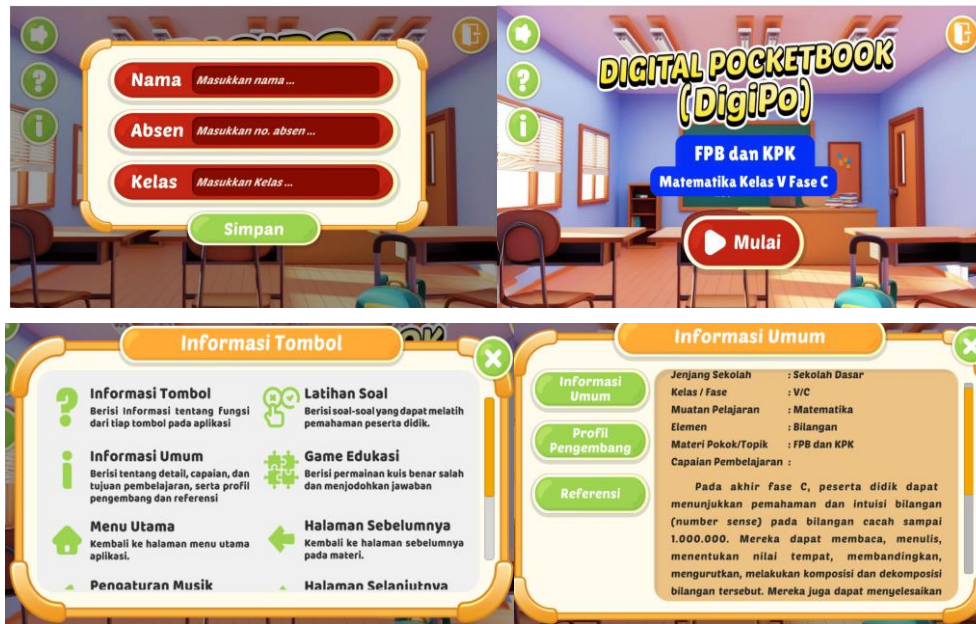 Nama Masukkan nama ...
Absen Masukkan no. absen ...
Kelas Masukkan Kelas ...
Simpan
DIGITAL POCKETBOOK
(DigiPo)
FPB dan KPK
Matematika Kelas V Fase C
Mulai
Informasi Tombol
Informasi Tombol
Berisi Informasi tentang fungsi
dari tiap tombol pada aplikasi
Informasi Umum
Berisi tentang detail, capaian, dan
tujuan pembelajaran, serta profil
pengembang dan referensi
Menu Utama
Kembali ke halaman menu utama
aplikasi.
Pengaturan Musik
Latihan Soal
Berisi soal-soal yang dapat melatih
pemahaman peserta didik.
Game Edukasi
Berisi permainan kuis benar salah
dan menjodohkan jawaban
Halaman Sebelumnya
Kembali ke halaman sebelumnya
pada materi.
Halaman Selanjutnya
Informasi Umum
Informasi
Umum
Profil
Pengembang
Referensi
Jenjang Sekolah : Sekolah Dasar
Kelas / Fase : V/C
Muatan Pelajaran : Matematika
Elemen : Bilangan
Materi Pokok/Topik : FPB dan KPK
Capaian Pembelajaran :
Pada akhir fase C, peserta didik dapat
menunjukkan pemahaman dan intuisi bilangan
(number sense) pada bilangan cacah sampai
1.000.000. Mereka dapat membaca, menulis,
menentukan nilai tempat, membandingkan,
mengurutkan, melakukan komposisi dan dekomposisi
bilangan tersebut. Mereka juga dapat menyelesaikan